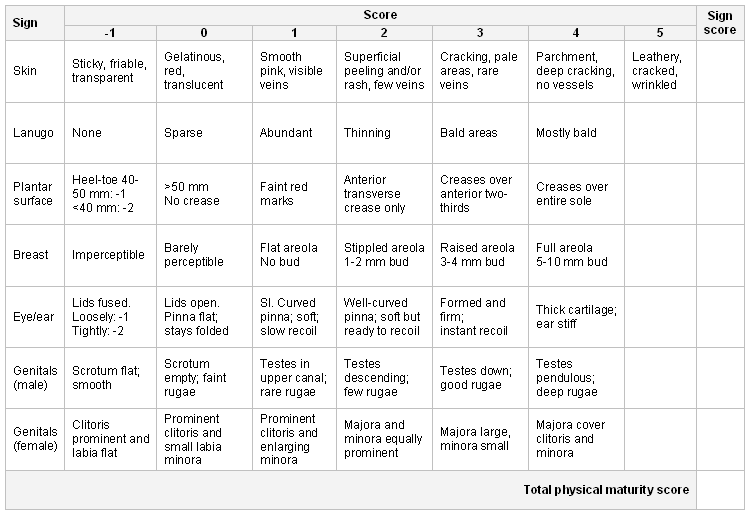 Sign
Score
Sign
score
-1
0
1
2
3
4
5
Skin
Sticky, friable,
transparent
Gelatinous,
red,
translucent
Smooth
pink, visible
veins
Superficial
peeling and/or
rash, few veins
Cracking, pale
areas, rare
veins
Parchment,
deep cracking,
no vessels
Leathery,
cracked,
wrinkled
Lanugo
None
Sparse
Abundant
Thinning
Bald areas
Mostly bald
Plantar
surface
Heel-toe 40-
50 mm: -1
<40 mm: -2
>50 mm
No crease
Faint red
marks
Anterior
transverse
crease only
Creases over
anterior two-
thirds
Creases over
entire sole
Breast
Imperceptible
Barely
perceptible
Flat areola
No bud
Stippled areola
1-2 mm bud
Raised areola
3-4 mm bud
Full areola
5-10 mm bud
Eye/ear
Lids fused.
Loosely: -1
Tightly: -2
Lids open.
Pinna flat;
stays folded
Sl. Curved
pinna; soft;
slow recoil
Well-curved
pinna; soft but
ready to recoil
Formed and
firm;
instant recoil
Thick cartilage;
ear stiff
Genitals
(male)
Scrotum flat;
smooth
Scrotum
empty; faint
rugae
Testes in
upper canal;
rare rugae
Testes
descending;
few rugae
Testes down;
good rugae
Testes
pendulous;
deep rugae
Genitals
(female)
Clitoris
prominent and
labia flat
Prominent
clitoris and
small labia
minora
Prominent
clitoris and
enlarging
minora
Majora and
minora equally
prominent
Majora large,
minora small
Majora cover
clitoris and
minora
Total physical maturity score